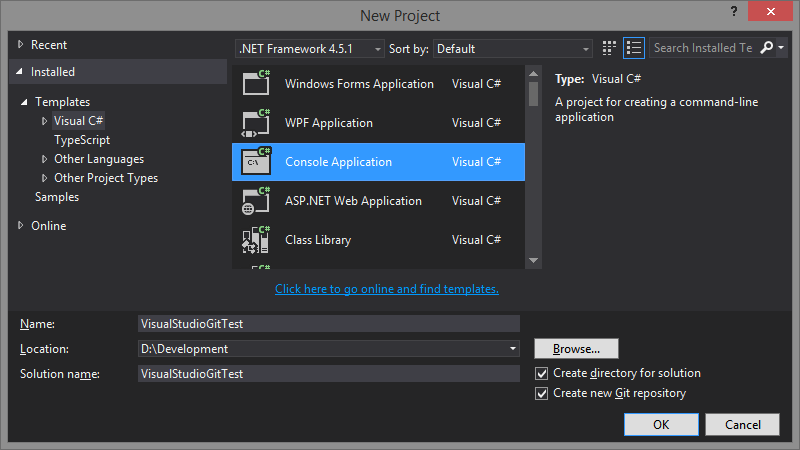 New Project
?
Recent
.NET Framework 4.5.1
Sort by:
Default
Search Installed Te
Installed
Templates
Visual C#
TypeScript
Other Languages
Other Project Types
Samples
Online
C#
Windows Forms Application
Visual C#
C#
WPF Application
Visual C#
C#
C:\
Console Application
Visual C#
C#
ASP.NET Web Application
Visual C#
C#
Class Library
Visual C#
Click here to go online and find templates.
Type: Visual C#
A project for creating a command-line
application
Name:
VisualStudioGitTest
Location:
D:\Development
Browse...
Solution name:
VisualStudioGitTest
Create directory for solution
Create new Git repository
OK
Cancel